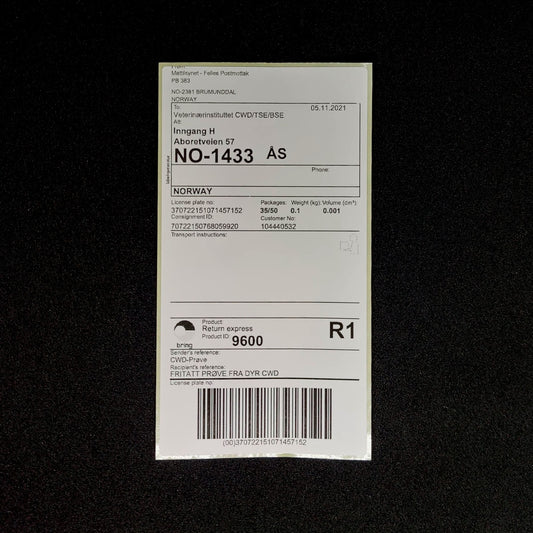 From:
Mattilsynet - Felles Postmottak
PB 383
NO-2381 BRUMUNDDAL
NORWAY
To: 05.11.2021
Veterinærinstituttet CWD/TSE/BSE
Att:
Inngang H
Aboretveien 57
NO-1433 ÅS
Phone:
NORWAY
License plate no: Packages: Weight (kg): Volume (dm³)
370722151071457152 35/50 0.1 0.001
Consignment ID: Customer No:
70722150768059920 104440532
Transport instructions:
Product
Return express
Product ID: 9600
R1
bring
Sender's reference:
CWD-Prøve
Recipient's reference:
FRITATT PRØVE FRA DYR CWD
License plate no:
(00)370722151071457152